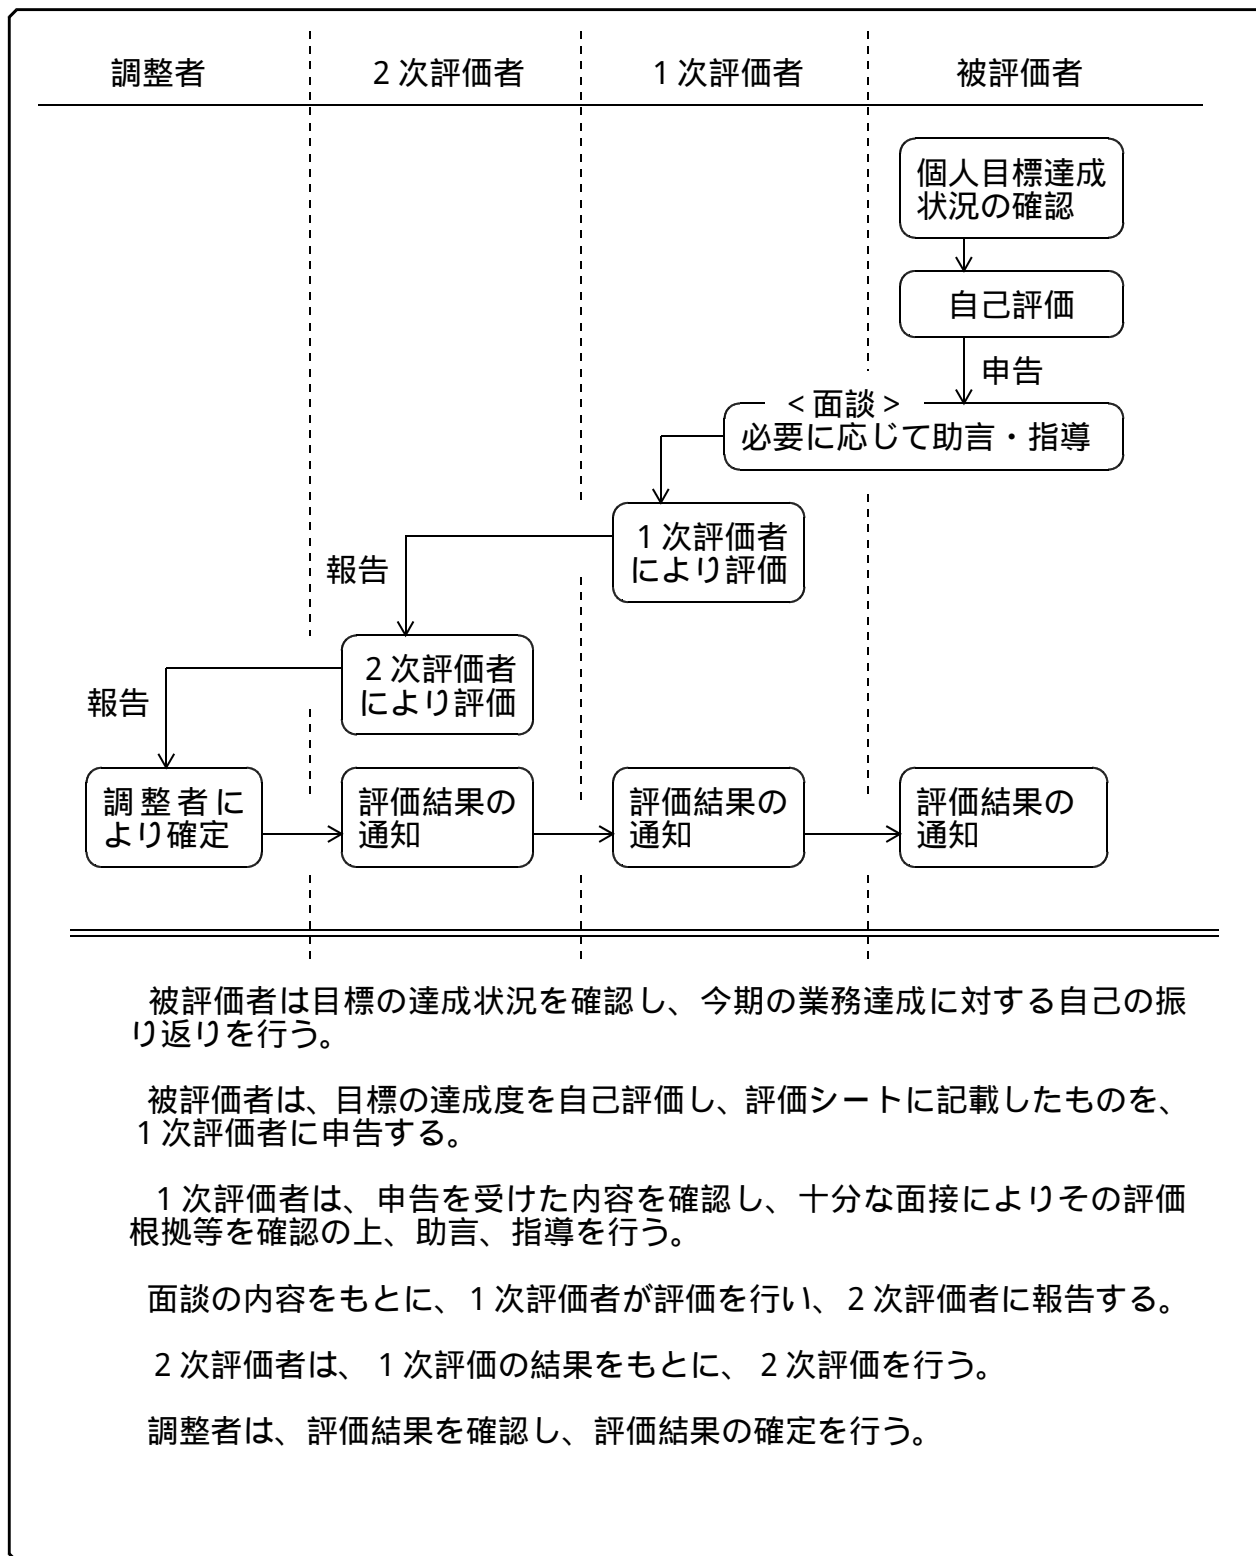 調整者
２次評価者
１次評価者
被評価者
個人目標達成
状況の確認
自己評価
申告
＜面談＞
必要に応じて助言・指導
１次評価者
により評価
報告
２次評価者
により評価
報告
調整者に
より確定
評価結果の
通知
評価結果の
通知
評価結果の
通知
被評価者は目標の達成状況を確認し、今期の業務達成に対する自己の振
り返りを行う。
被評価者は、目標の達成度を自己評価し、評価シートに記載したものを、
１次評価者に申告する。
１次評価者は、申告を受けた内容を確認し、十分な面接によりその評価
根拠等を確認の上、助言、指導を行う。
面談の内容をもとに、１次評価者が評価を行い、２次評価者に報告する。
２次評価者は、１次評価の結果をもとに、２次評価を行う。
調整者は、評価結果を確認し、評価結果の確定を行う。